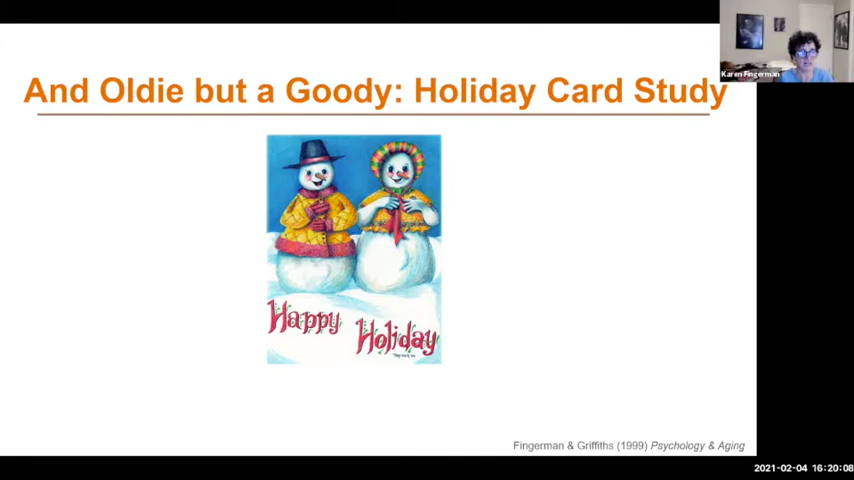 Karen Fingerman
And Oldie but a Goody: Holiday Card Study
Happy
Holiday
Fingerman & Griffiths (1999) Psychology & Aging
2021-02-04 16:20:08